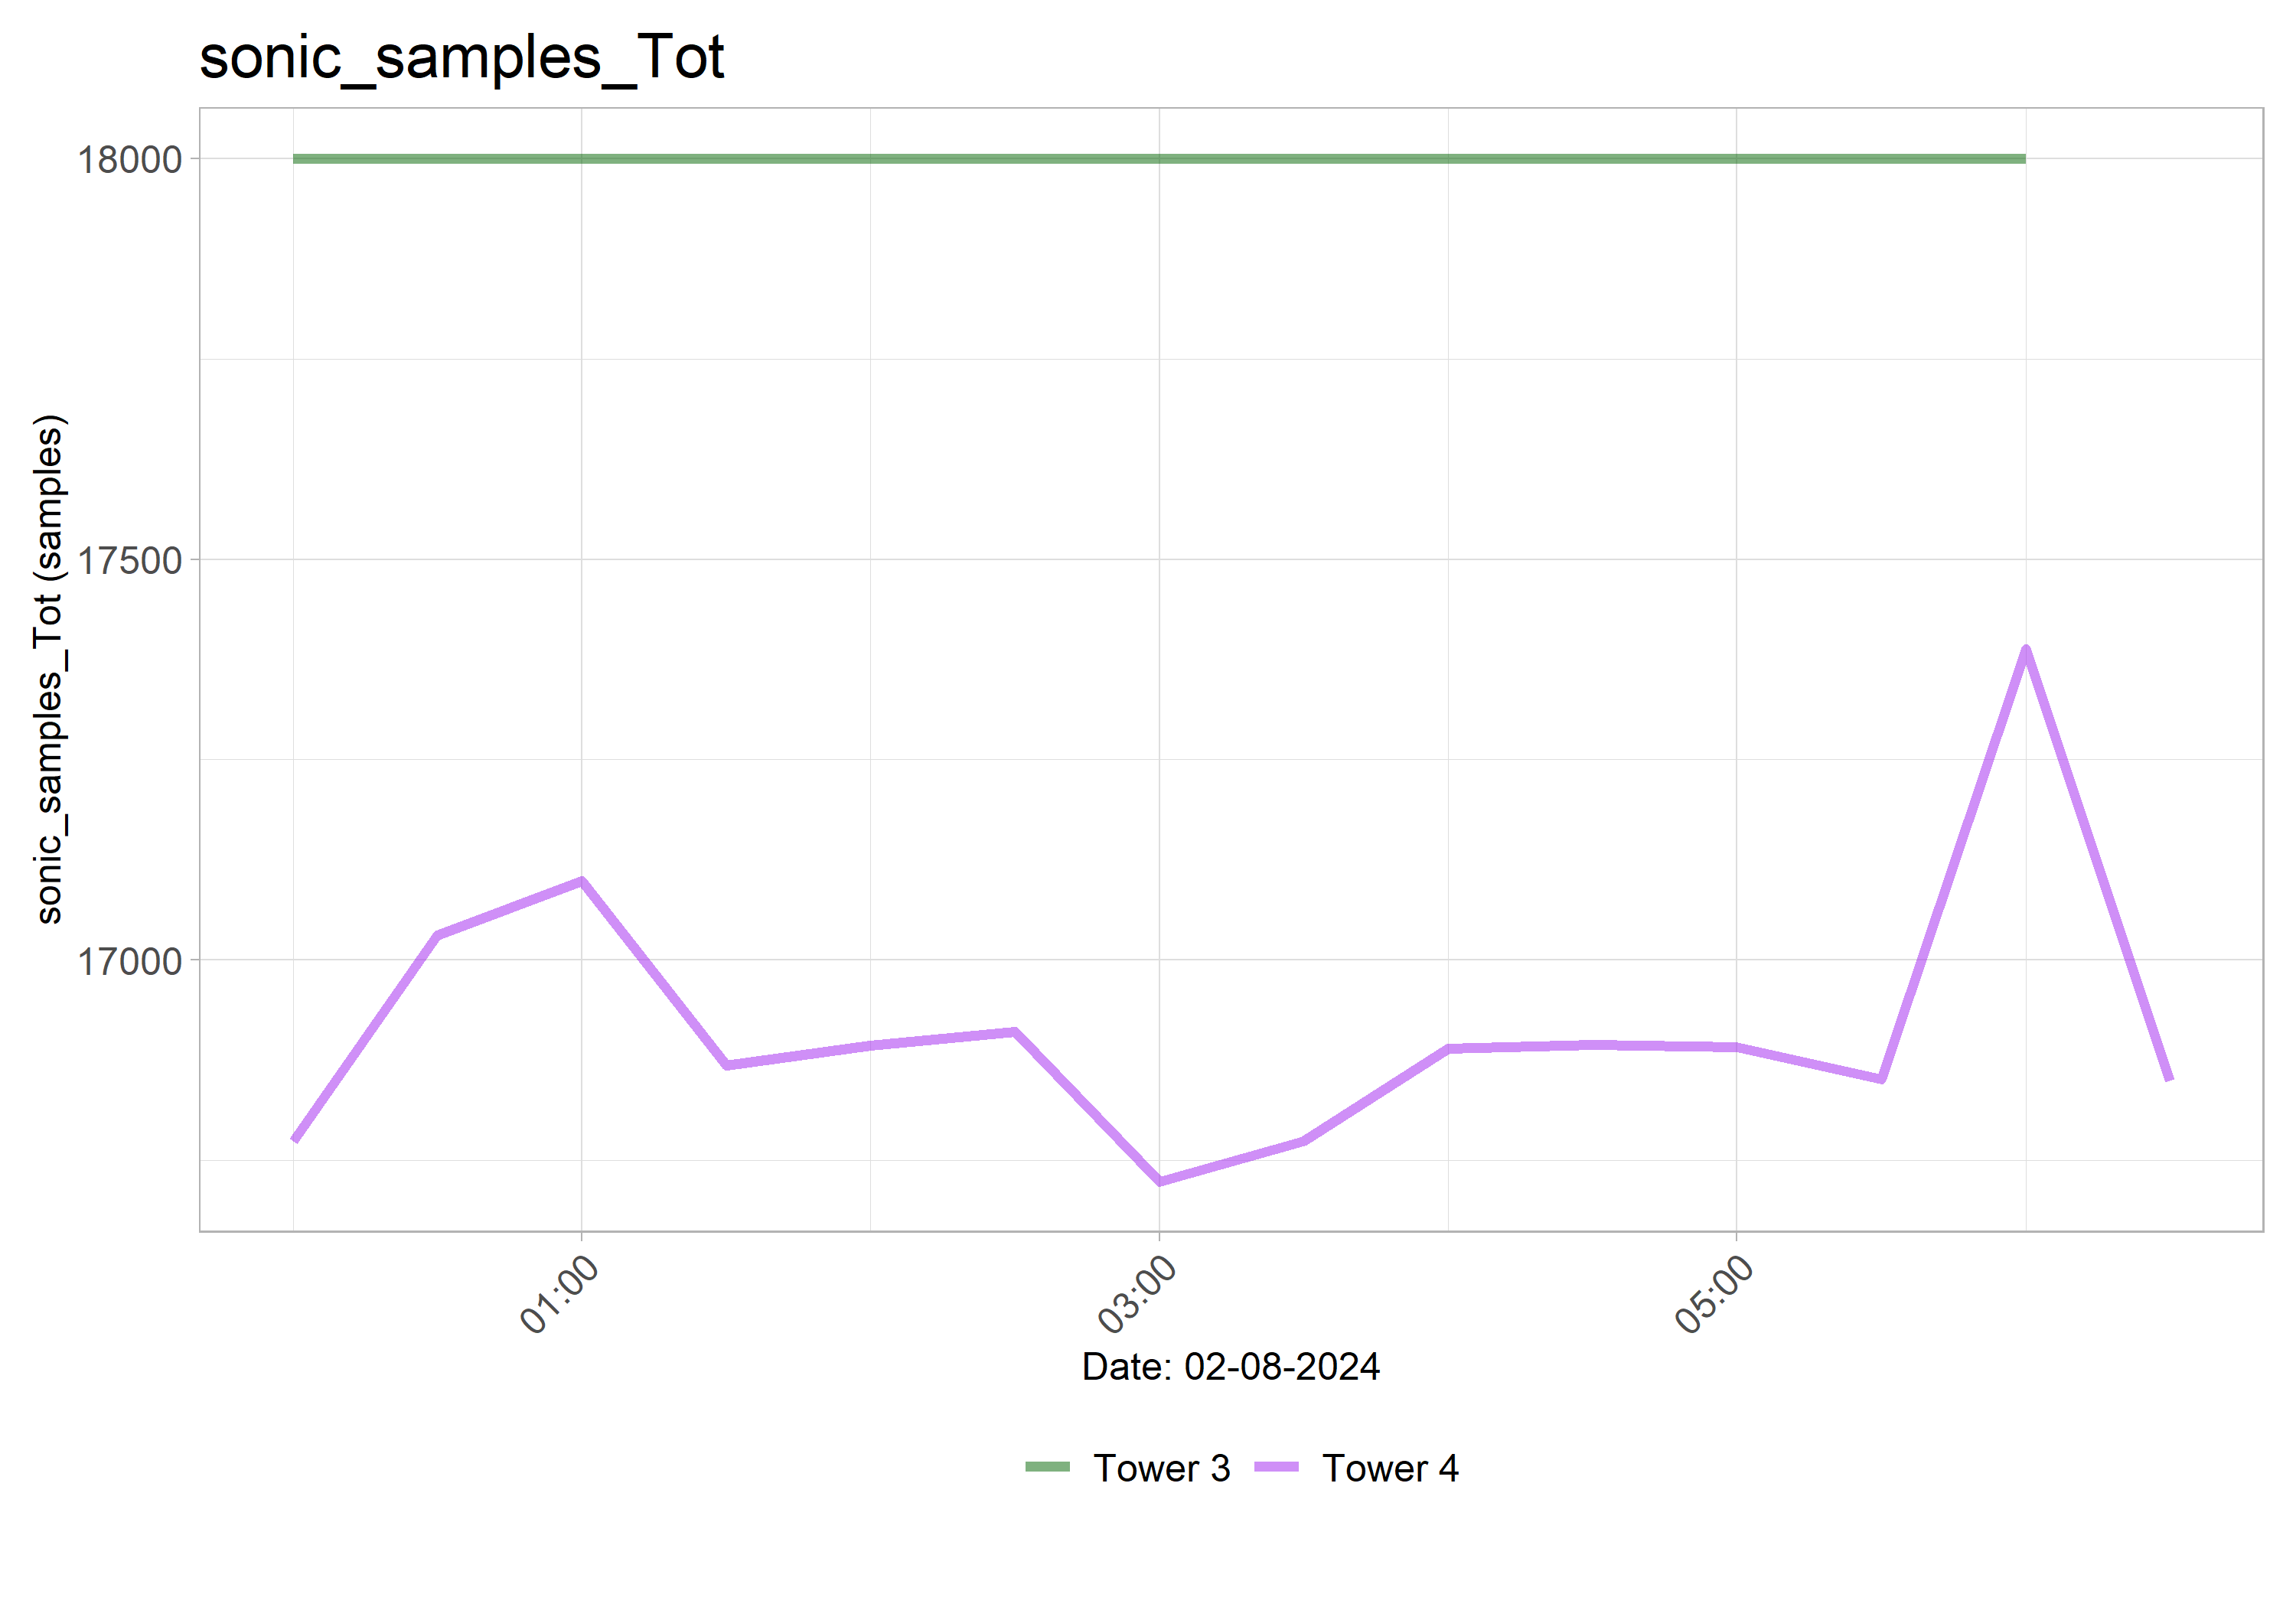 sonic_samples_Tot
sonic_samples_Tot (samples)
18000
17500
17000
01:00
03:00
05:00
Date: 02-08-2024
Tower 3
Tower 4